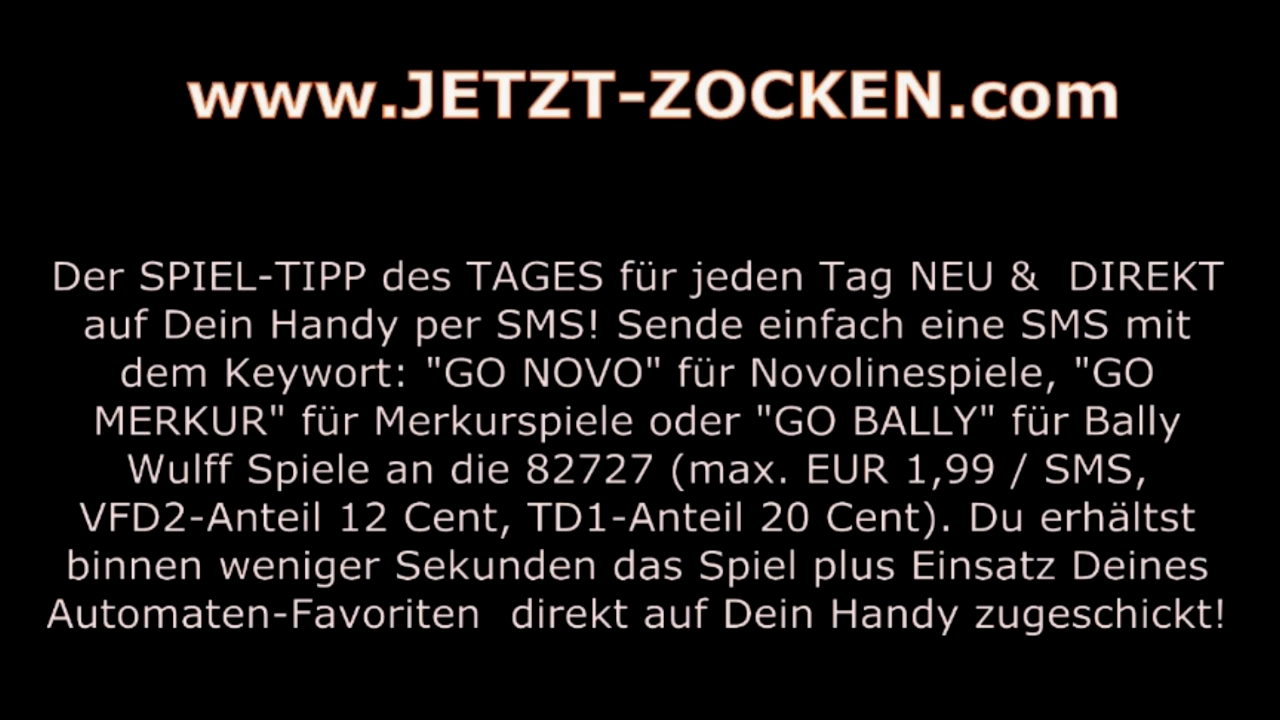 www.JETZT-ZOCKEN.com
Der SPIEL-TIPP des TAGES für jeden Tag NEU &  DIREKT
auf Dein Handy per SMS! Sende einfach eine SMS mit
dem Keywort: "GO NOVO" für Novolinespiele, "GO
MERKUR" für Merkurspiele oder "GO BALLY" für Bally
Wulff Spiele an die 82727 (max. EUR 1,99 / SMS,
VFD2-Anteil 12 Cent, TD1-Anteil 20 Cent). Du erhältst
binnen weniger Sekunden das Spiel plus Einsatz Deines
Automaten-Favoriten  direkt auf Dein Handy zugeschickt!